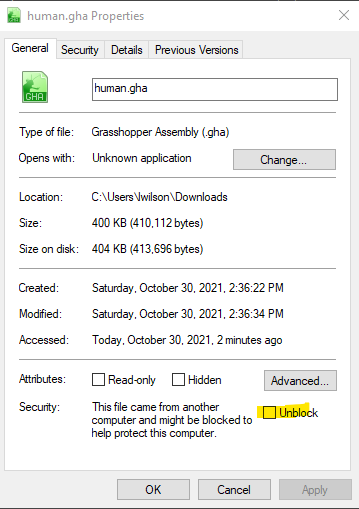 human.gha Properties
General Security Details Previous Versions
GHA
human.gha
Type of file: Grasshopper Assembly (.gha)
Opens with: Unknown application Change...
Location: C:\Users\lwilson\Downloads
Size: 400 KB (410,112 bytes)
Size on disk: 404 KB (413,696 bytes)
Created: Saturday, October 30, 2021, 2:36:22 PM
Modified: Saturday, October 30, 2021, 2:36:34 PM
Accessed: Today, October 30, 2021, 2 minutes ago
Attributes: Read-only Hidden Advanced...
Security: This file came from another Unblock
computer and might be blocked to
help protect this computer.
OK Cancel Apply